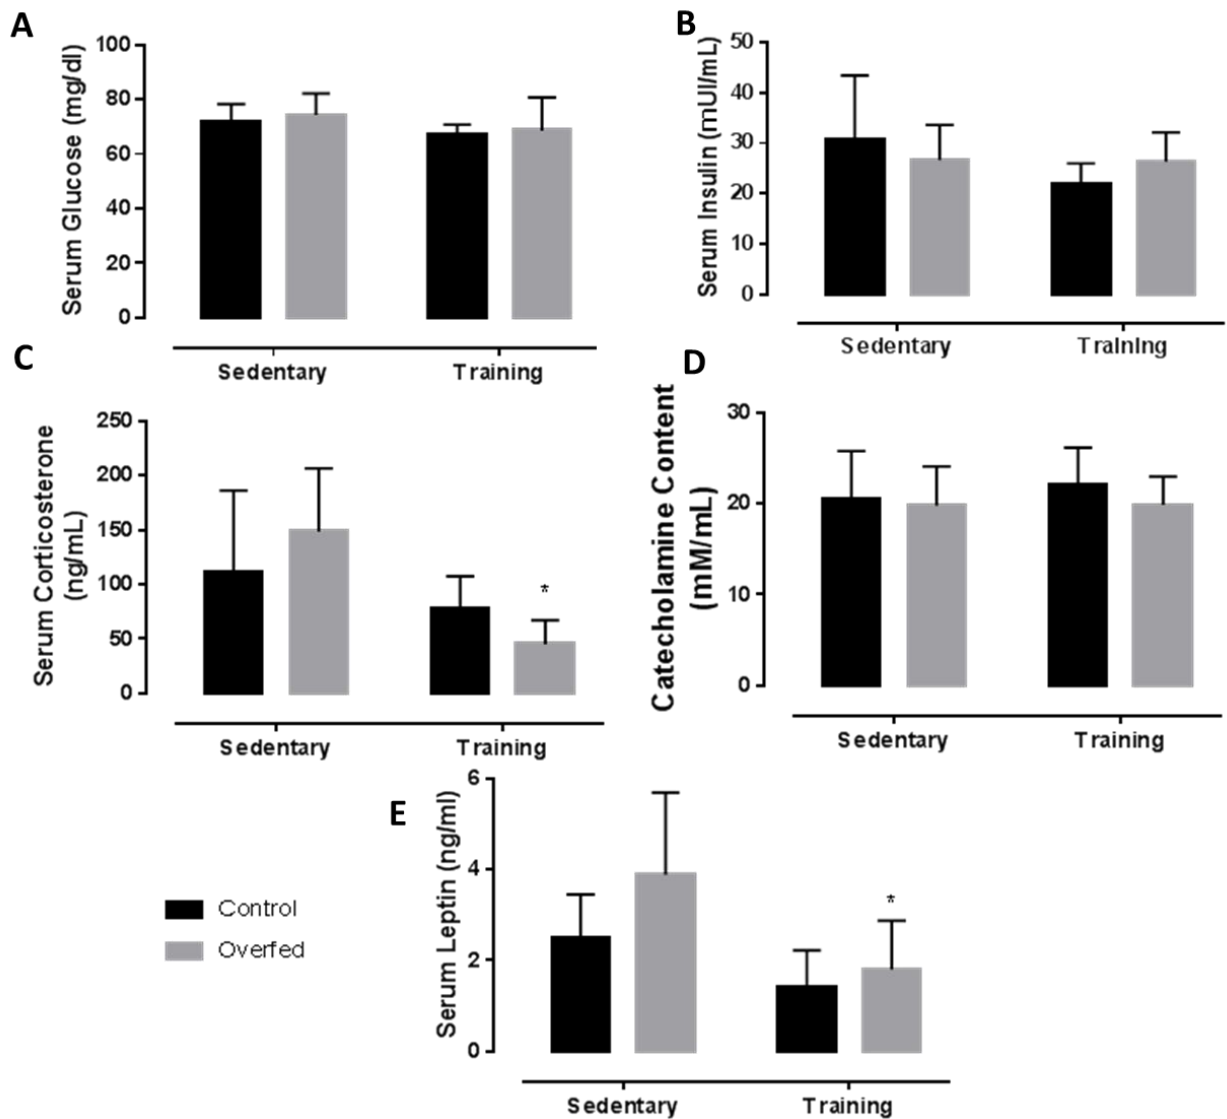 A
Serum Glucose (mg/dl)
100
80
60
40
20
0
Sedentary
Training
B
Serum Insulin (mUI/mL)
50
40
30
20
10
0
Sedentary
Training
C
Serum Corticosterone
(ng/mL)
250
200
150
100
50
0
*
Sedentary
Training
D
Catecholamine Content
(mM/mL)
30
20
10
0
Sedentary
Training
E
Serum Leptin (ng/ml)
6
4
2
0
*
Sedentary
Training
Control
Overfed